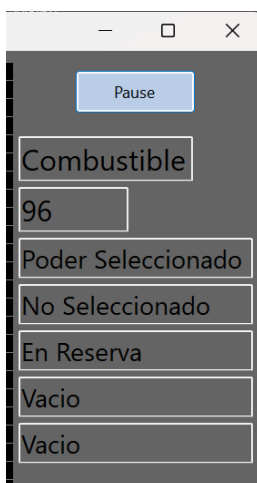 Pause
Combustible
96
Poder Seleccionado
No Seleccionado
En Reserva
Vacio
Vacio